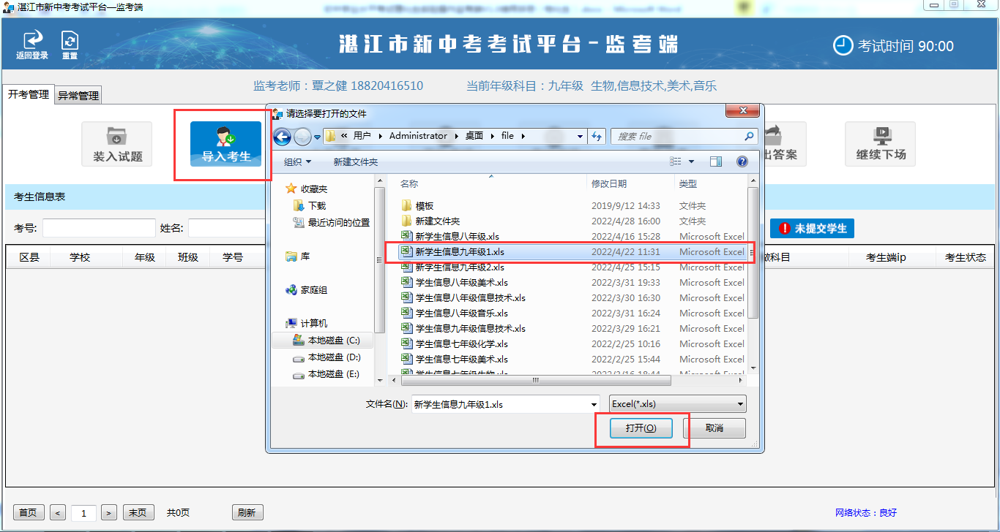 湛江市新中考考试平台—监考端
返回登录
重置
湛江市新中考考试平台-监考端
考试时间 90:00
监考老师：覃之健 18820416510
当前年级科目：九年级 生物,信息技术,美术,音乐
开考管理
异常管理
装入试题
导入考生
出答案
继续下场
考生信息表
考号:
姓名:
未提交学生
区县 学校 年级 班级 学号
科目 考生端ip 考生状态
请选择要打开的文件
« 用户 Administrator 桌面 file
搜索 file
组织 新建文件夹
收藏夹
下载
最近访问的位置
库
家庭组
计算机
本地磁盘 (C:)
本地磁盘 (D:)
本地磁盘 (E:)
名称 修改日期 类型
模板 2019/9/12 14:33 文件夹
新建文件夹 2022/4/28 16:00 文件夹
新学生信息八年级.xls 2022/4/16 15:28 Microsoft Excel
新学生信息九年级1.xls 2022/4/22 11:31 Microsoft Excel
新学生信息九年级2.xls 2022/4/25 15:15 Microsoft Excel
学生信息八年级美术.xls 2022/3/31 19:33 Microsoft Excel
学生信息八年级信息技术.xls 2022/3/30 16:30 Microsoft Excel
学生信息八年级音乐.xls 2022/3/31 16:24 Microsoft Excel
学生信息九年级信息技术.xls 2022/3/29 16:21 Microsoft Excel
学生信息七年级化学.xls 2022/2/25 10:16 Microsoft Excel
学生信息七年级美术.xls 2022/2/25 15:44 Microsoft Excel
学生信息七年级生物.xls 2022/2/16 18:44 Microsoft Excel
文件名(N): 新学生信息九年级1.xls
Excel(*.xls)
打开(O)
取消
首页 < 1 > 末页 共0页 刷新
网络状态：良好